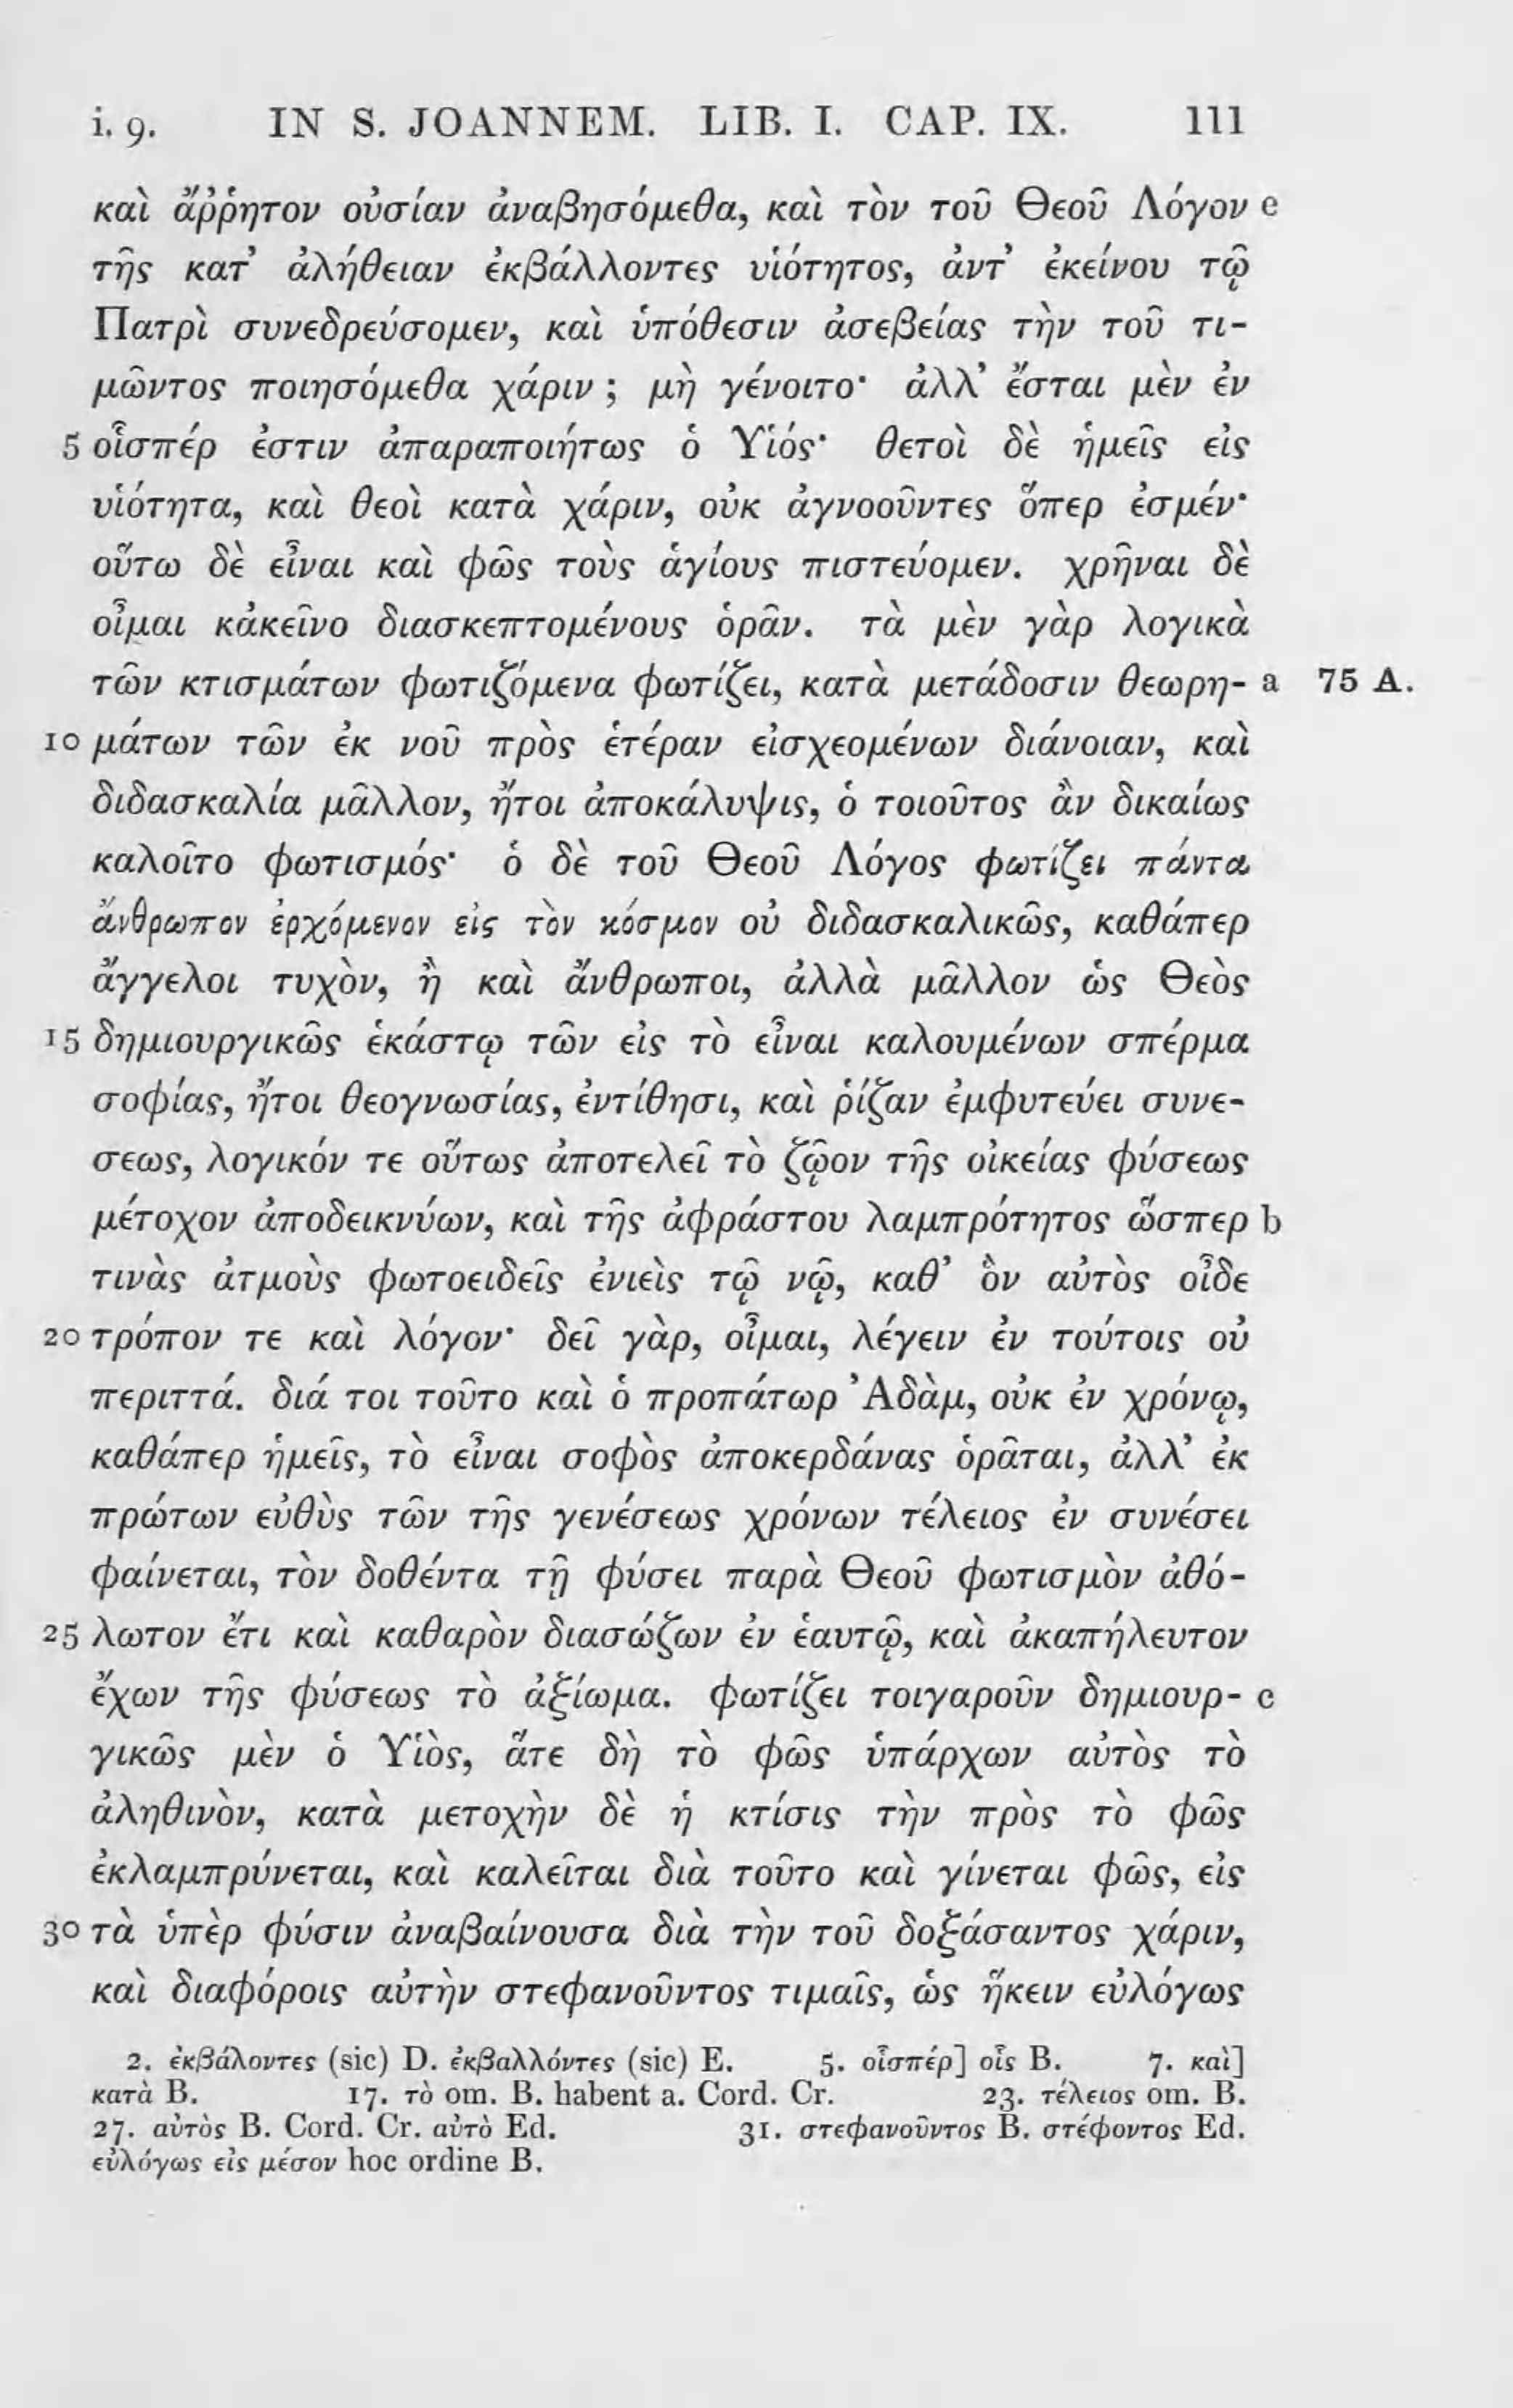 i. 9. IN S. JOANNEM. LIB. I. CAP. IX. 111
καὶ ἄῤῥητον οὐσίαν ἀναβησόμεθα, καὶ τὸν τοῦ Θεοῦ Λόγον e
τῆς κατ’ ἀλήθειαν ἐκβάλλοντες υἱότητος, ἀντ’ ἐκείνου τῷ
Πατρὶ συνεδρεύσομεν, καὶ ὑπόθεσιν ἀσεβείας τὴν τοῦ τι-
μῶντος ποιησόμεθα χάριν ; μὴ γένοιτο· ἀλλ’ ἔσται μὲν ἐν
5 οἷσπέρ ἐστιν ἀπαραποιήτως ὁ Υἱός· θετοὶ δὲ ἡμεῖς εἰς
υἱότητα, καὶ θεοὶ κατὰ χάριν, οὐκ ἀγνοοῦντες ὅπερ ἐσμέν·
οὕτω δὲ εἶναι καὶ φῶς τοὺς ἁγίους πιστεύομεν. χρῆναι δὲ
οἶμαι κἀκεῖνο διασκεπτομένους ὁρᾶν. τὰ μὲν γὰρ λογικὰ
τῶν κτισμάτων φωτιζόμενα φωτίζει, κατὰ μετάδοσιν θεωρη- a 75 A.
10 μάτων τῶν ἐκ νοῦ πρὸς ἑτέραν εἰσχεομένων διάνοιαν, καὶ
διδασκαλία μᾶλλον, ἤτοι ἀποκάλυψις, ὁ τοιοῦτος ἂν δικαίως
καλοῖτο φωτισμός· ὁ δὲ τοῦ Θεοῦ Λόγος φωτίζει πάντα
ἄνθρωπον ἐρχόμενον εἰς τὸν κόσμον οὐ διδασκαλικῶς, καθάπερ
ἄγγελοι τυχὸν, ἢ καὶ ἄνθρωποι, ἀλλὰ μᾶλλον ὡς Θεὸς
15 δημιουργικῶς ἑκάστῳ τῶν εἰς τὸ εἶναι καλουμένων σπέρμα
σοφίας, ἤτοι θεογνωσίας, ἐντίθησι, καὶ ῥίζαν ἐμφυτεύει συνε-
σεως, λογικόν τε οὕτως ἀποτελεῖ τὸ ζῷον τῆς οἰκείας φύσεως
μέτοχον ἀποδεικνύων, καὶ τῆς ἀφράστου λαμπρότητος ὥσπερ b
τινὰς ἀτμοὺς φωτοειδεῖς ἐνιεὶς τῷ νῷ, καθ’ ὃν αὐτὸς οἶδε
20 τρόπον τε καὶ λόγον· δεῖ γὰρ, οἶμαι, λέγειν ἐν τούτοις οὐ
περιττά. διά τοι τοῦτο καὶ ὁ προπάτωρ Ἀδὰμ, οὐκ ἐν χρόνῳ,
καθάπερ ἡμεῖς, τὸ εἶναι σοφὸς ἀποκερδάνας ὁρᾶται, ἀλλ’ ἐκ
πρώτων εὐθὺς τῶν τῆς γενέσεως χρόνων τέλειος ἐν συνέσει
φαίνεται, τὸν δοθέντα τῇ φύσει παρὰ Θεοῦ φωτισμὸν ἀθό-
25 λωτον ἔτι καὶ καθαρὸν διασώζων ἐν ἑαυτῷ, καὶ ἀκαπήλευτον
ἔχων τῆς φύσεως τὸ ἀξίωμα. φωτίζει τοιγαροῦν δημιουρ- c
γικῶς μὲν ὁ Υἱὸς, ἅτε δὴ τὸ φῶς ὑπάρχων αὐτὸς τὸ
ἀληθινὸν, κατὰ μετοχὴν δὲ ἡ κτίσις τὴν πρὸς τὸ φῶς
ἐκλαμπρύνεται, καὶ καλεῖται διὰ τοῦτο καὶ γίνεται φῶς, εἰς
30 τὰ ὑπὲρ φύσιν ἀναβαίνουσα διὰ τὴν τοῦ δοξάσαντος χάριν,
καὶ διαφόροις αὐτὴν στεφανοῦντος τιμαῖς, ὡς ἥκειν εὐλόγως
2. ἐκβάλοντες (sic) D. ἐκβαλλόντες (sic) E. 5. οἷσπέρ] οἷς B. 7. καὶ]
κατὰ B. 17. τὸ om. B. habent a. Cord. Cr. 23. τέλειος om. B.
27. αὐτὸς B. Cord. Cr. αὐτὸ Ed. 31. στεφανοῦντος B. στέφοντος Ed.
εὐλόγως εἰς μέσον hoc ordine B.